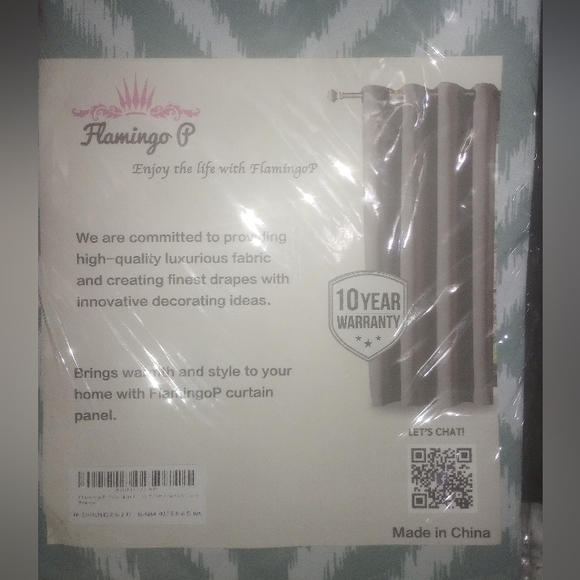 Flamingo P
Enjoy the life with FlamingoP
We are committed to providing
high-quality luxurious fabric
and creating finest drapes with
innovative decorating ideas.
10 YEAR
WARRANTY
Brings warmth and style to your
home with FlamingoP curtain
panel.
LET'S CHAT!
Made in China